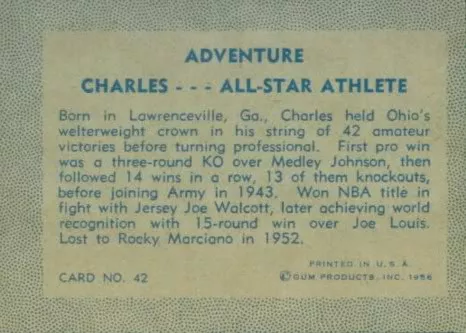 ADVENTURE
CHARLES - - - ALL-STAR ATHLETE
Born in Lawrenceville, Ga., Charles held Ohio's
welterweight crown in his string of 42 amateur
victories before turning professional. First pro win
was a three-round KO over Medley Johnson, then
followed 14 wins in a row, 13 of them knockouts,
before joining Army in 1943. Won NBA title in
fight with Jersey Joe Walcott, later achieving world
recognition with 15-round win over Joe Louis.
Lost to Rocky Marciano in 1952.
PRINTED IN U.S.A.
CARD NO. 42 ©GUM PRODUCTS, INC. 1956